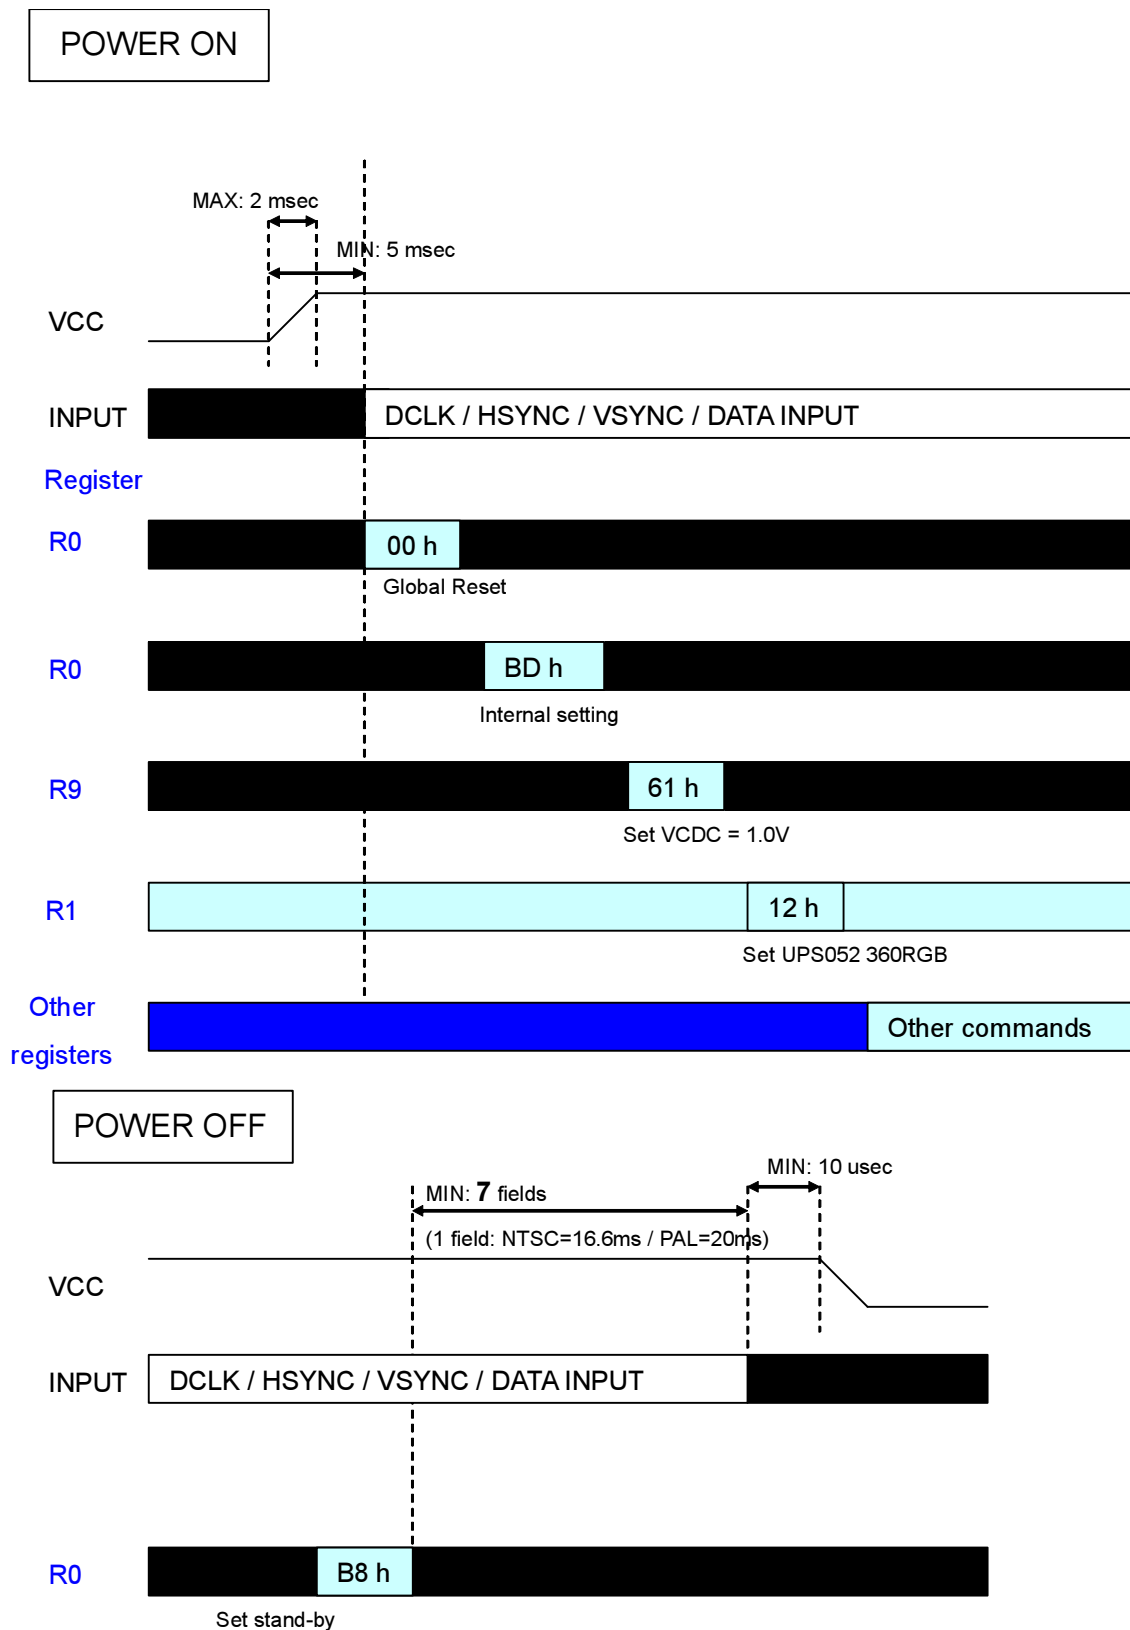 POWER ON
MAX: 2 msec
MIN: 5 msec
VCC
INPUT
DCLK / HSYNC / VSYNC / DATA INPUT
Register
R0
00 h
Global Reset
R0
BD h
Internal setting
R9
61 h
Set VCDC = 1.0V
R1
12 h
Set UPS052 360RGB
Other
registers
Other commands
POWER OFF
MIN: 10 usec
MIN: 7 fields
(1 field: NTSC=16.6ms / PAL=20ms)
VCC
INPUT
DCLK / HSYNC / VSYNC / DATA INPUT
R0
B8 h
Set stand-by